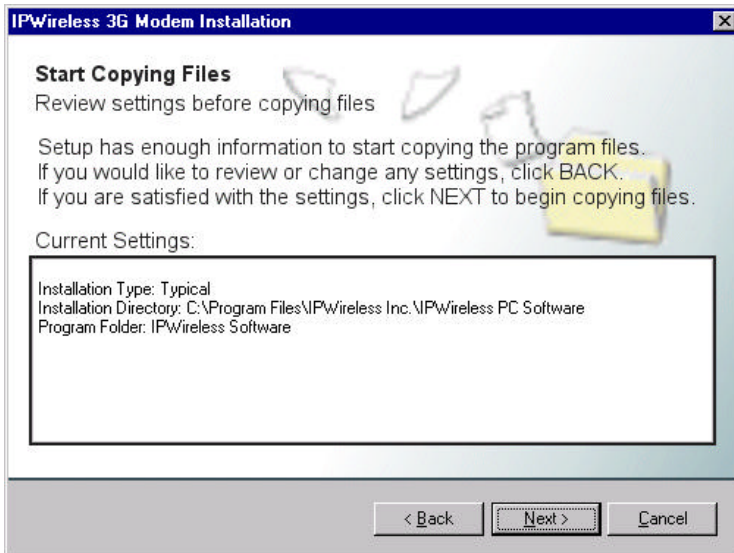 IPWireless 3G Modem Installation
Start Copying Files
Review settings before copying files
Setup has enough information to start copying the program files.
If you would like to review or change any settings, click BACK.
If you are satisfied with the settings, click NEXT to begin copying files.
Current Settings:
Installation Type: Typical
Installation Directory: C:\Program Files\IPWireless Inc.\IPWireless PC Software
Program Folder: IPWireless Software
< Back
Next >
Cancel